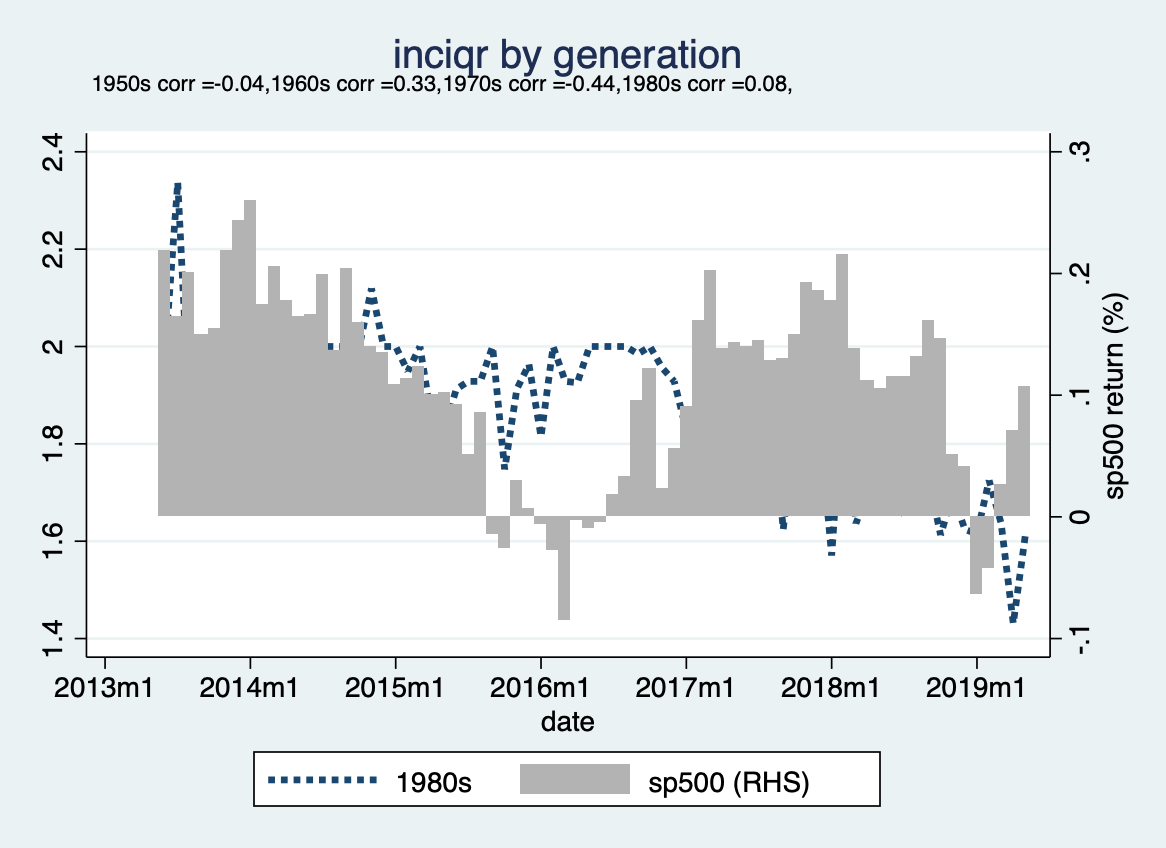 inciqr by generation
1950s corr =-0.04,1960s corr =0.33,1970s corr =-0.44,1980s corr =0.08,
2.4
2.2
2
1.8
1.6
1.4
.3
.2
.1
0
-.1
sp500 return (%)
2013m1 2014m1 2015m1 2016m1 2017m1 2018m1 2019m1
date
1980s sp500 (RHS)